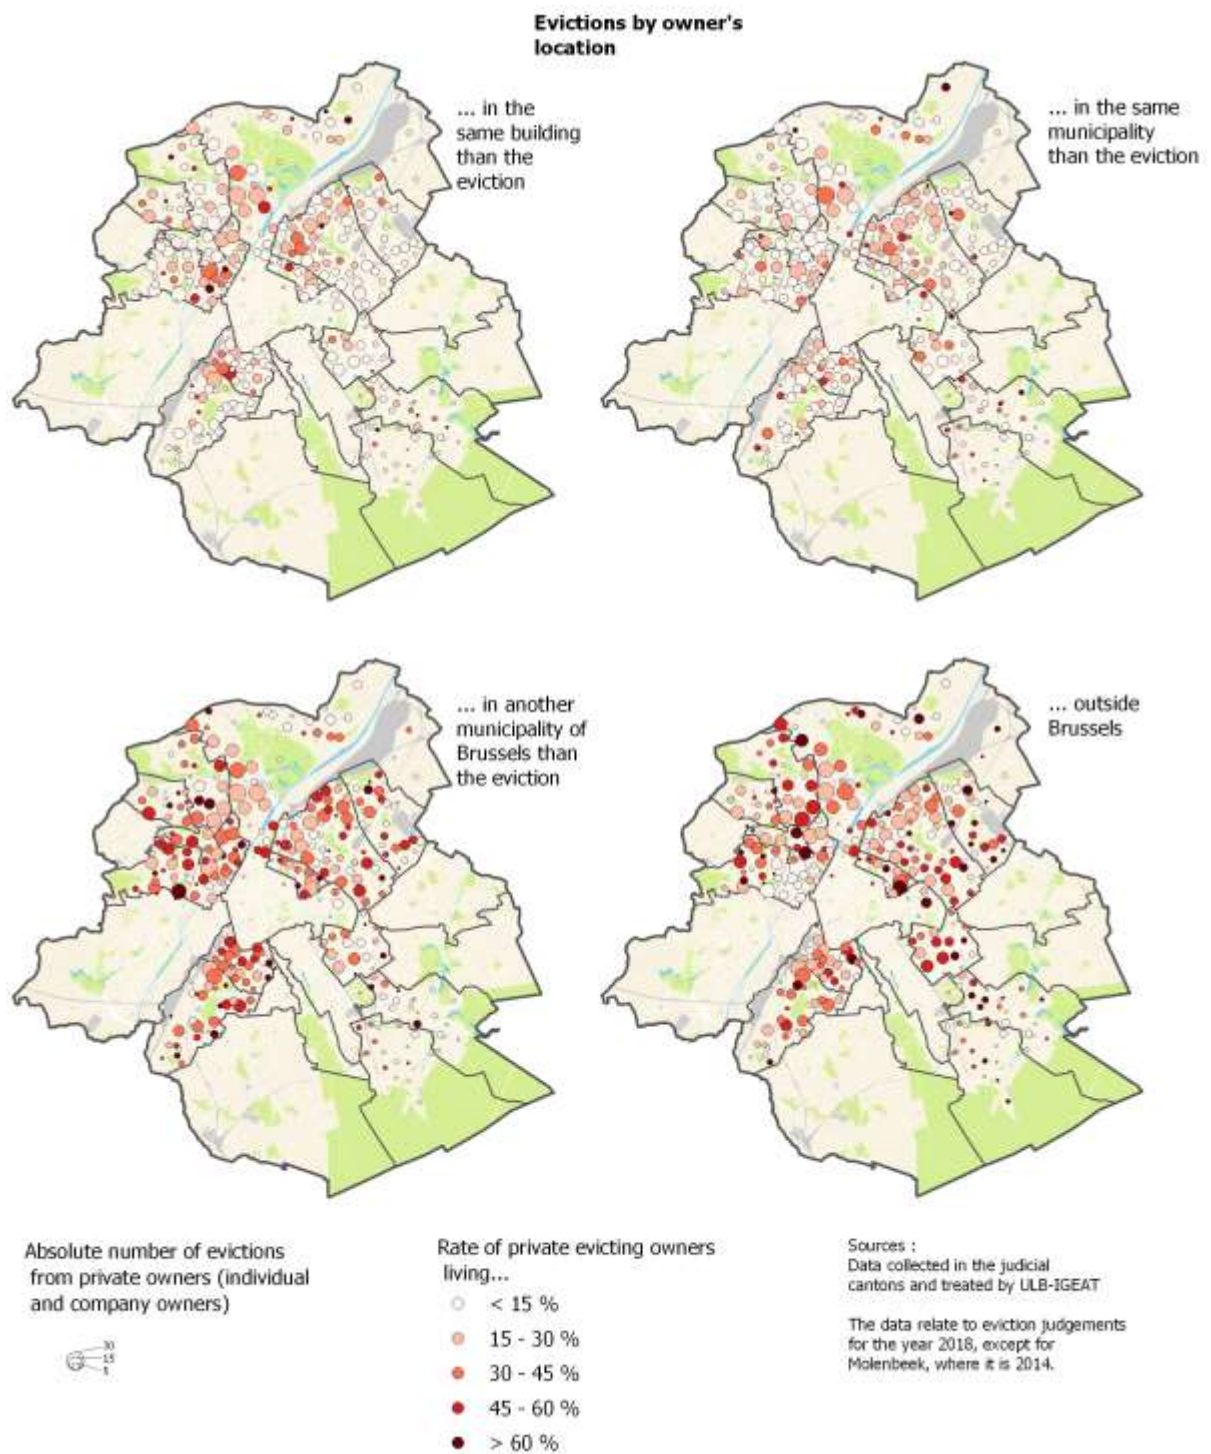 Evictions by owner's
location
... in the
same building
than the
eviction
... in the same
municipality
than the eviction
... in another
municipality of
Brussels than
the eviction
... outside
Brussels
Absolute number of evictions
from private owners (individual
and company owners)
30
15
1
Rate of private evicting owners
living...
< 15 %
15 - 30 %
30 - 45 %
45 - 60 %
> 60 %
Sources :
Data collected in the judicial
cantons and treated by ULB-IGEAT
The data relate to eviction judgements
for the year 2018, except for
Molenbeek, where it is 2014.